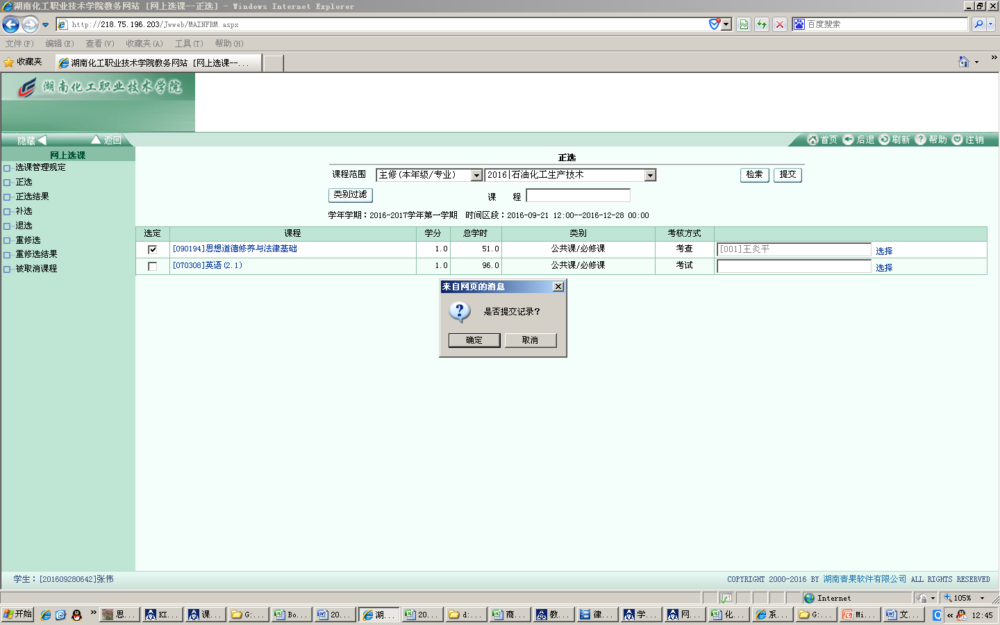 湖南化工职业技术学院教务网站 [网上选课--正选] - Windows Internet Explorer
http://218.75.196.203/Jwweb/MAINFRM.aspx
百度搜索
文件(F) 编辑(E) 查看(V) 收藏夹(A) 工具(T) 帮助(H)
收藏夹 湖南化工职业技术学院教务网站 [网上选课--... »
湖南化工职业技术学院
隐藏 返回 首页 后退 刷新 帮助 注销
网上选课
选课管理规定
正选
正选结果
补选
退选
重修选
重修选结果
被取消课程
正选
课程范围 主修(本年级/专业) 2016|石油化工生产技术 检索 提交
类别过滤 课 程
学年学期：2016-2017学年第一学期 时间区段：2016-09-21 12:00--2016-12-28 00:00
选定 课程 学分 总学时 类别 考核方式
[090194]思想道德修养与法律基础 1.0 51.0 公共课/必修课 考查 [001]王炎平 选择
[070308]英语(2.1) 1.0 96.0 公共课/必修课 考试 选择
来自网页的消息
是否提交记录?
确定 取消
学生：[201609280642]张伟 COPYRIGHT 2000-2016 BY 湖南青果软件有限公司 ALL RIGHTS RESERVED
Internet 105%
开始 » 思... KI... 课... G:... Bo... 20... 湖... 20... d:... 商... 教... 律... 学... 网... 化... 系... G:... Mi... 文... « 12:45